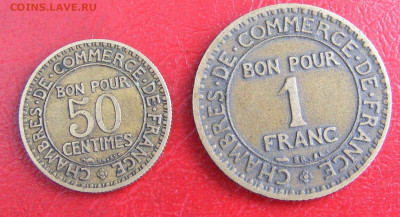 COINS.LAVE.RU
CHAMBRES·DE·COMMERCE·DE·FRANCE
BON POUR
50
CENTIMES
CHAMBRES·DE·COMMERCE·DE·FRANCE
BON POUR
1
FRANC